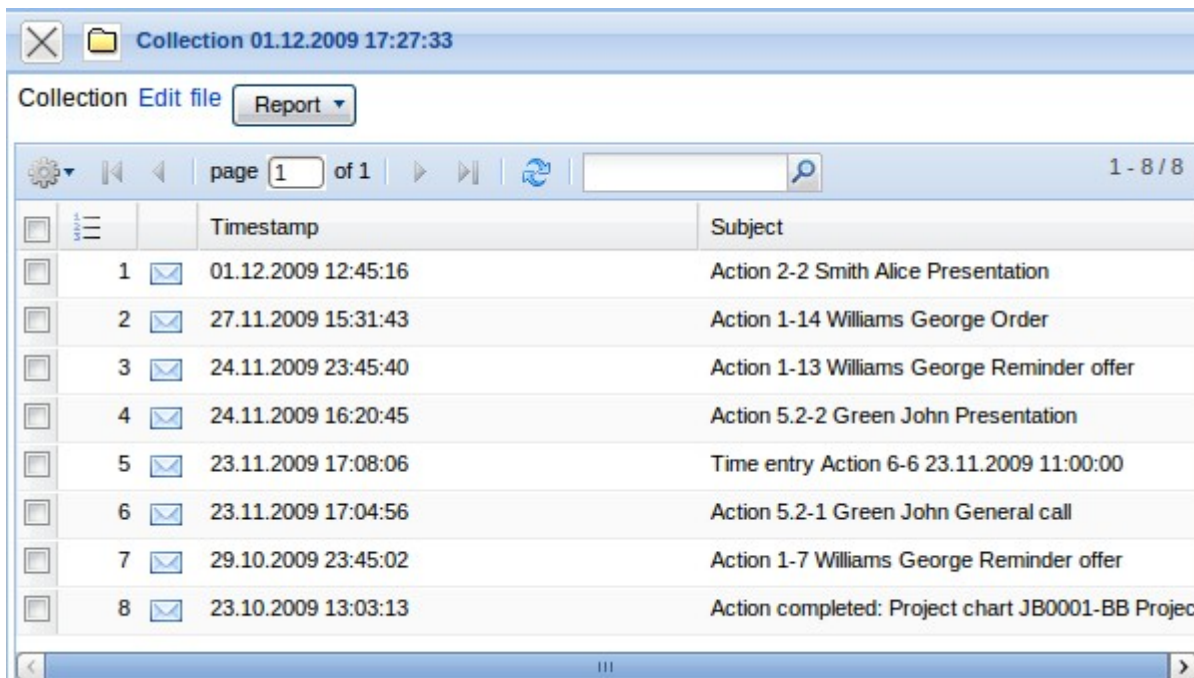 Collection 01.12.2009 17:27:33
Collection Edit file Report
page 1 of 1 1 - 8 / 8
Timestamp Subject
1 01.12.2009 12:45:16 Action 2-2 Smith Alice Presentation
2 27.11.2009 15:31:43 Action 1-14 Williams George Order
3 24.11.2009 23:45:40 Action 1-13 Williams George Reminder offer
4 24.11.2009 16:20:45 Action 5.2-2 Green John Presentation
5 23.11.2009 17:08:06 Time entry Action 6-6 23.11.2009 11:00:00
6 23.11.2009 17:04:56 Action 5.2-1 Green John General call
7 29.10.2009 23:45:02 Action 1-7 Williams George Reminder offer
8 23.10.2009 13:03:13 Action completed: Project chart JB0001-BB Projec